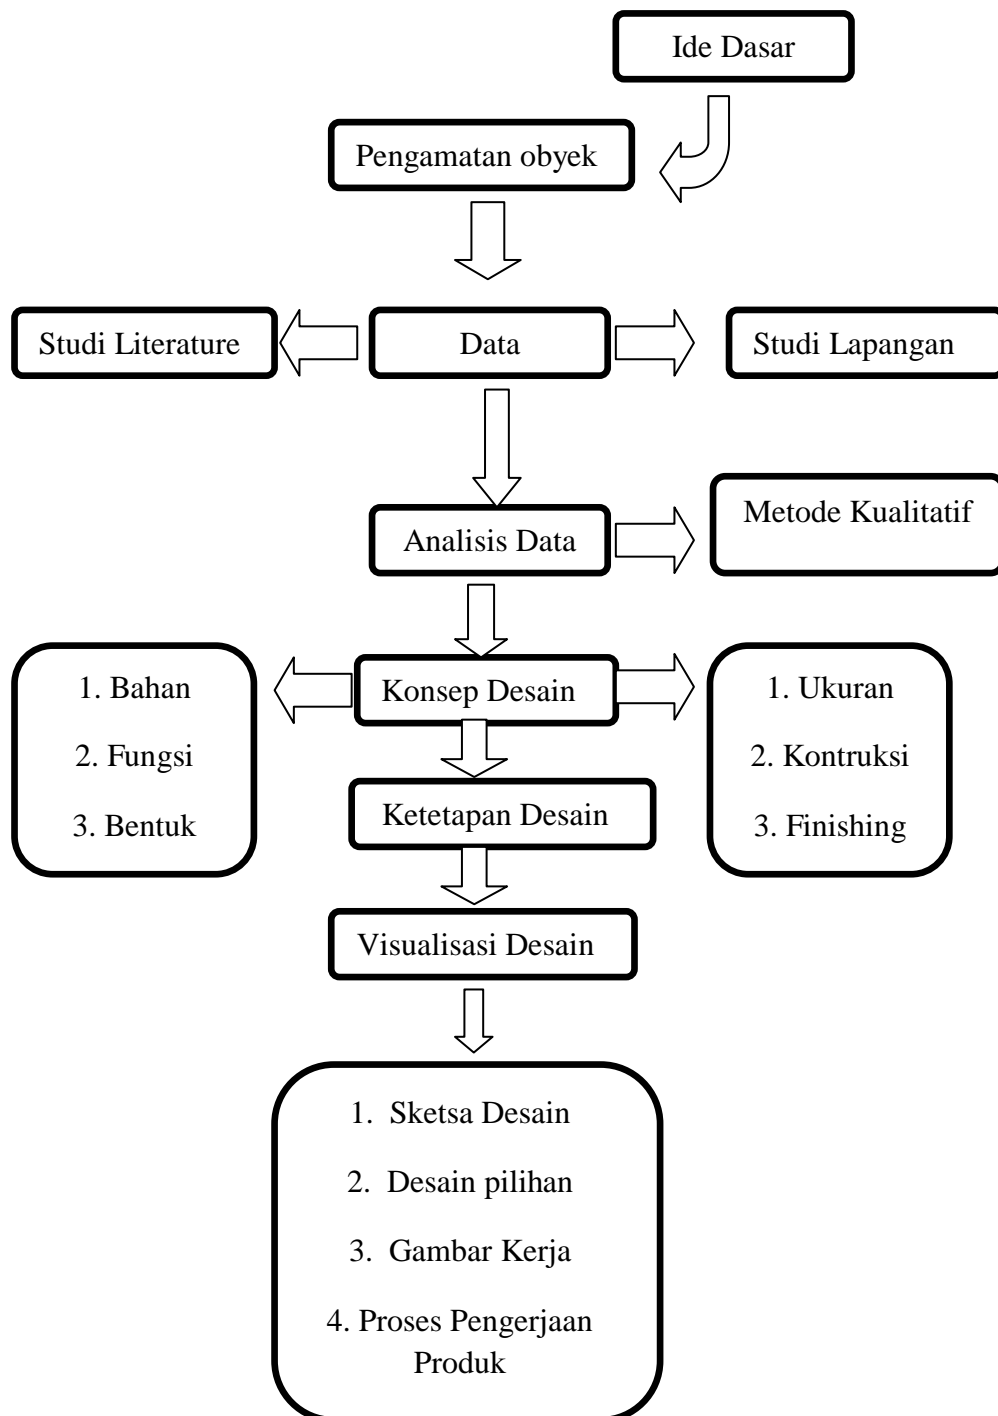 Ide Dasar
Pengamatan obyek
Studi Literature
Data
Studi Lapangan
Metode Kualitatif
Analisis Data
1. Bahan
2. Fungsi
3. Bentuk
Konsep Desain
1. Ukuran
2. Kontruksi
3. Finishing
Ketetapan Desain
Visualisasi Desain
1. Sketsa Desain
2. Desain pilihan
3. Gambar Kerja
4. Proses Pengerjaan
Produk